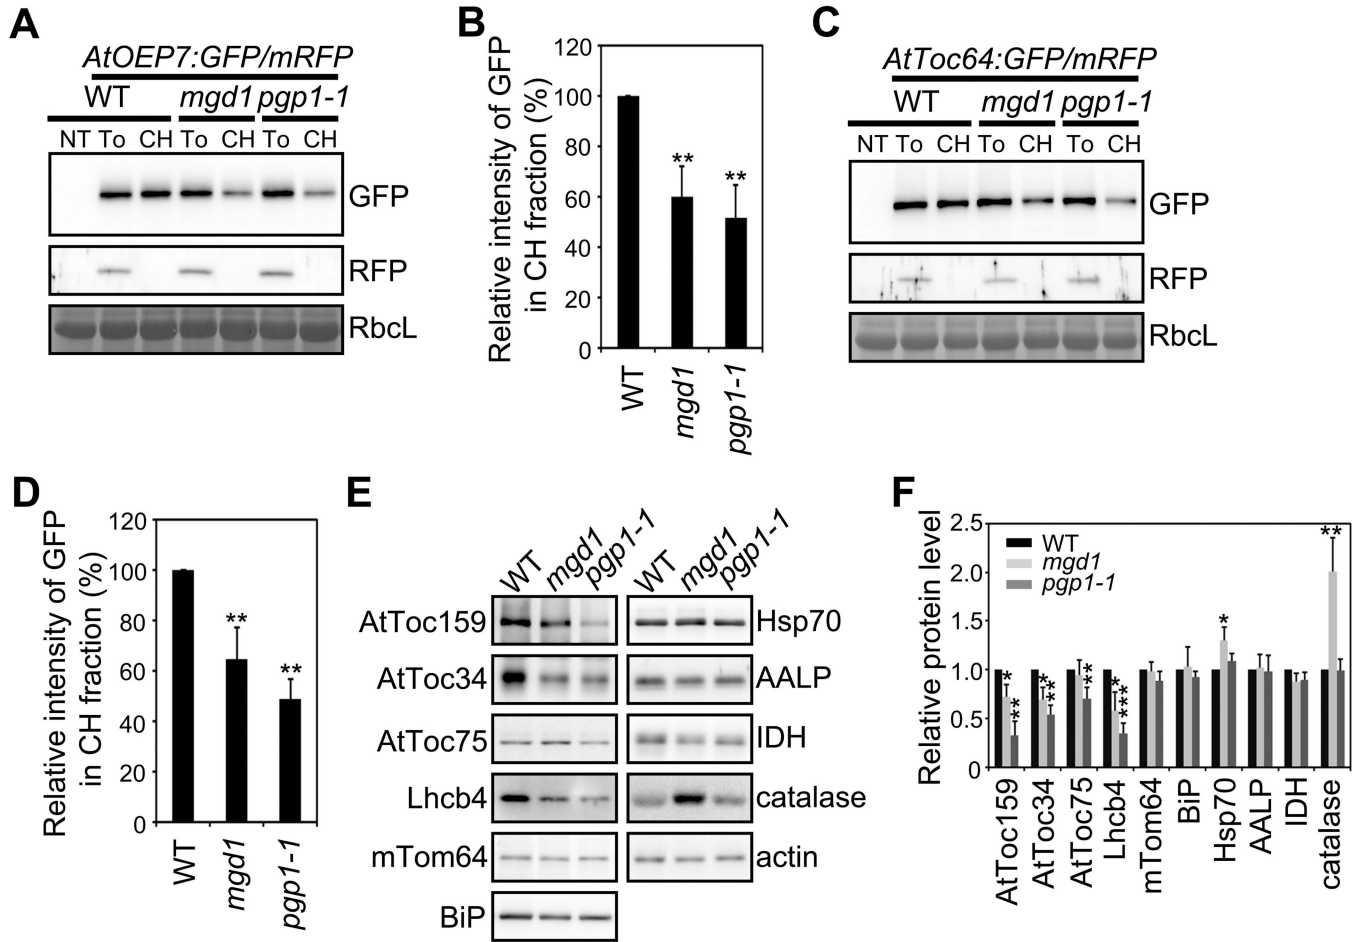 A
AtOEP7:GFP/mRFP
WT mgd1 pgp1-1
NT To CH To CH To CH
GFP
RFP
RbcL
B
Relative intensity of GFP
in CH fraction (%)
120
100
80
60
40
20
0
**
**
WT
mgd1
pgp1-1
C
AtToc64:GFP/mRFP
WT mgd1 pgp1-1
NT To CH To CH To CH
GFP
RFP
RbcL
D
Relative intensity of GFP
in CH fraction (%)
120
100
80
60
40
20
0
**
**
WT
mgd1
pgp1-1
E
WT mgd1 pgp1-1 WT mgd1 pgp1-1
AtToc159 Hsp70
AtToc34 AALP
AtToc75 IDH
Lhcb4 catalase
mTom64 actin
BiP
F
Relative protein level
2.5
2.0
1.5
1.0
0.5
0
WT
mgd1
pgp1-1
*
**
*
**
**
*
***
*
**
AtToc159
AtToc34
AtToc75
Lhcb4
mTom64
BiP
Hsp70
AALP
IDH
catalase